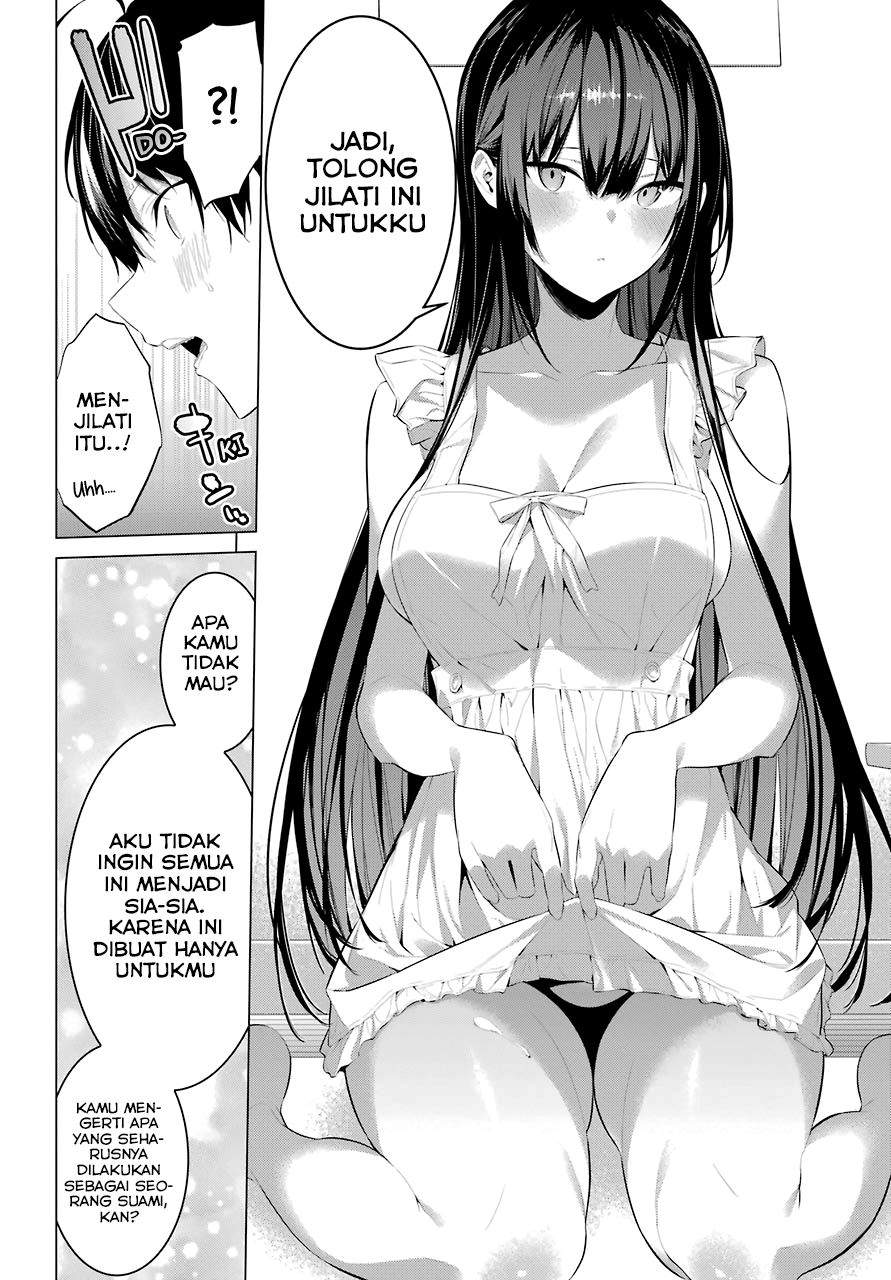 JADI,
TOLONG
JILATI INI
UNTUKKU
?!
ド
DO-
MEN-
JILATI
ITU..!
Uhh....
キシ
KI
APA
KAMU
TIDAK
MAU?
AKU TIDAK
INGIN SEMUA
INI MENJADI
SIA-SIA.
KARENA INI
DIBUAT HANYA
UNTUKMU
KAMU MEN-
GERTI APA
YANG SEHA-
RUSNYA
DILAKUKAN
SEBAGAI SEO-
RANG SUAMI,
KAN?